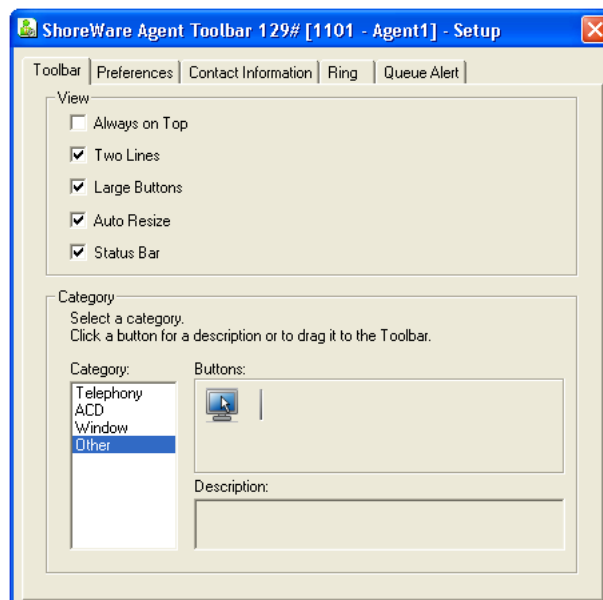 ShoreWare Agent Toolbar 129# [1101 - Agent1] - Setup
Toolbar Preferences Contact Information Ring Queue Alert
View
Always on Top
Two Lines
Large Buttons
Auto Resize
Status Bar
Category
Select a category.
Click a button for a description or to drag it to the Toolbar.
Category: Buttons:
Telephony
ACD
Window
Other
Description: